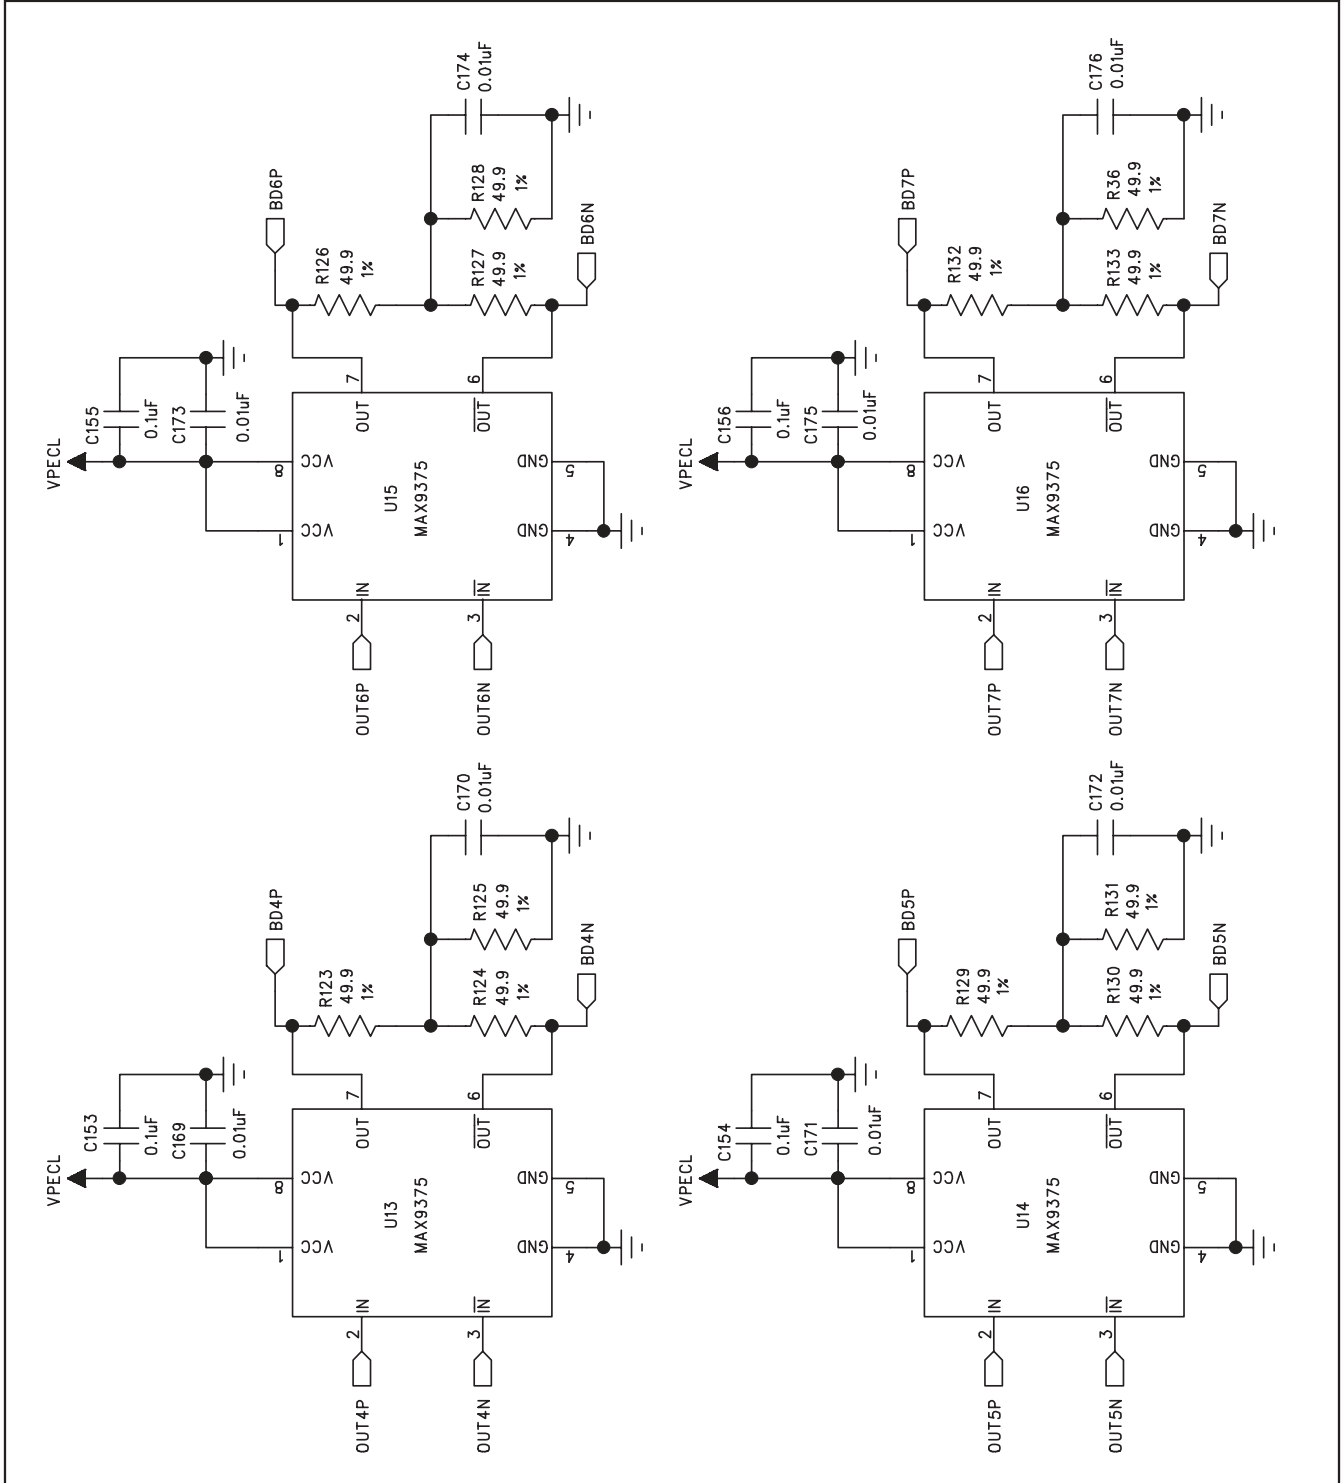 VPECL
C155
0.1uF
C173
0.01uF
BD6P
R126
49.9
1%
C174
0.01uF
R128
49.9
1%
R127
49.9
1%
BD6N
8
VCC
1
VCC
7
OUT
6
OUT
U15
MAX9375
GND
5
GND
4
IN
2
IN
3
OUT6P
OUT6N
VPECL
C156
0.1uF
C175
0.01uF
BD7P
R132
49.9
1%
C176
0.01uF
R36
49.9
1%
R133
49.9
1%
BD7N
8
VCC
1
VCC
7
OUT
6
OUT
U16
MAX9375
GND
5
GND
4
IN
2
IN
3
OUT7P
OUT7N
VPECL
C153
0.1uF
C169
0.01uF
BD4P
R123
49.9
1%
C170
0.01uF
R125
49.9
1%
R124
49.9
1%
BD4N
8
VCC
1
VCC
7
OUT
6
OUT
U13
MAX9375
GND
5
GND
4
IN
2
IN
3
OUT4P
OUT4N
VPECL
C154
0.1uF
C171
0.01uF
BD5P
R129
49.9
1%
C172
0.01uF
R131
49.9
1%
R130
49.9
1%
BD5N
8
VCC
1
VCC
7
OUT
6
OUT
U14
MAX9375
GND
5
GND
4
IN
2
IN
3
OUT5P
OUT5N